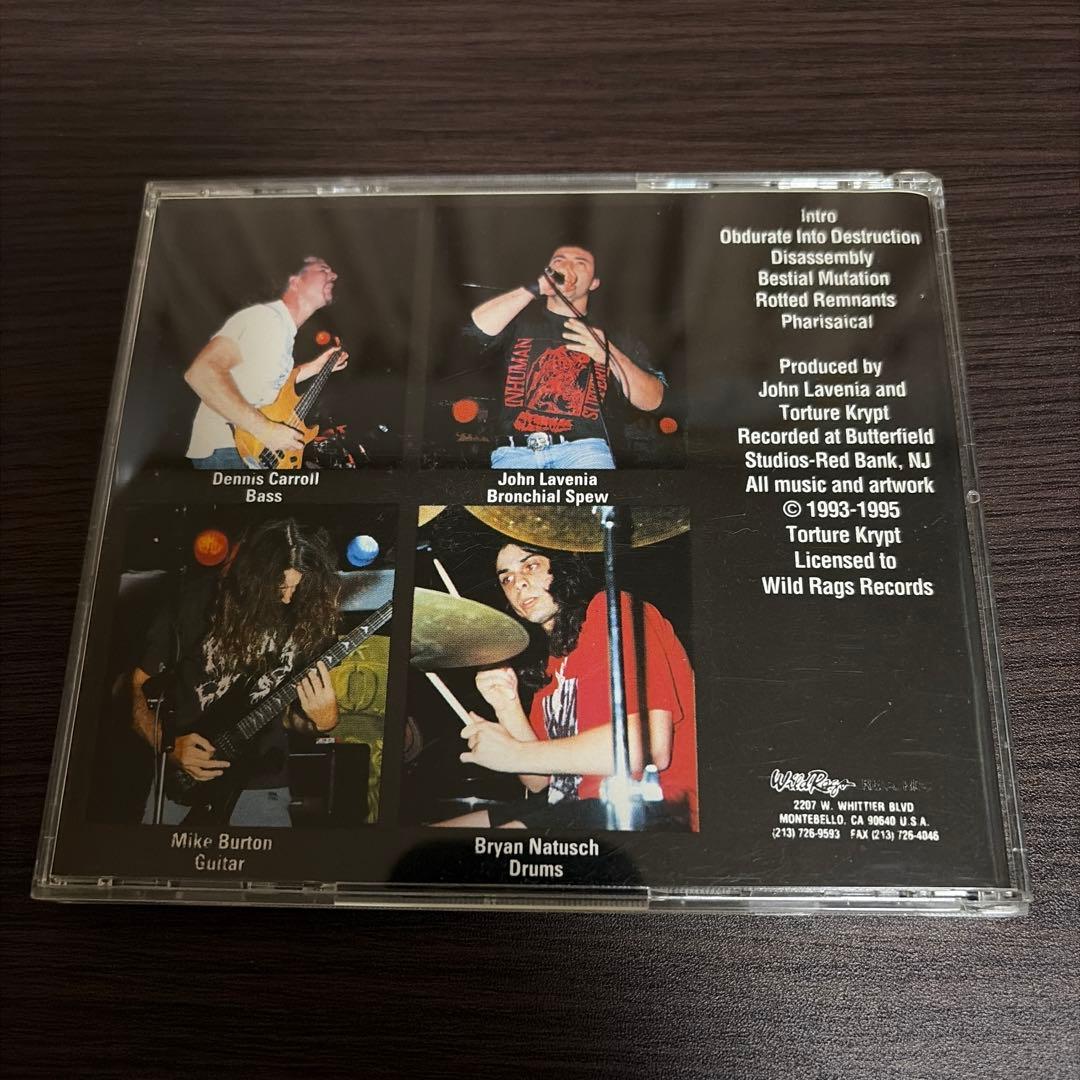 Intro
Obdurate Into Destruction
Disassembly
Bestial Mutation
Rotted Remnants
Pharisaical
Produced by
John Lavenia and
Torture Krypt
Recorded at Butterfield
Studios-Red Bank, NJ
All music and artwork
© 1993-1995
Torture Krypt
Licensed to
Wild Rags Records
INHUMAN
Dennis Carroll
Bass
John Lavenia
Bronchial Spew
Mike Burton
Guitar
Bryan Natusch
Drums
Wild Rags
2207 W. WHITTIER BLVD
MONTEBELLO, CA 90640 U.S.A.
(213) 726-9593 FAX (213) 726-4046